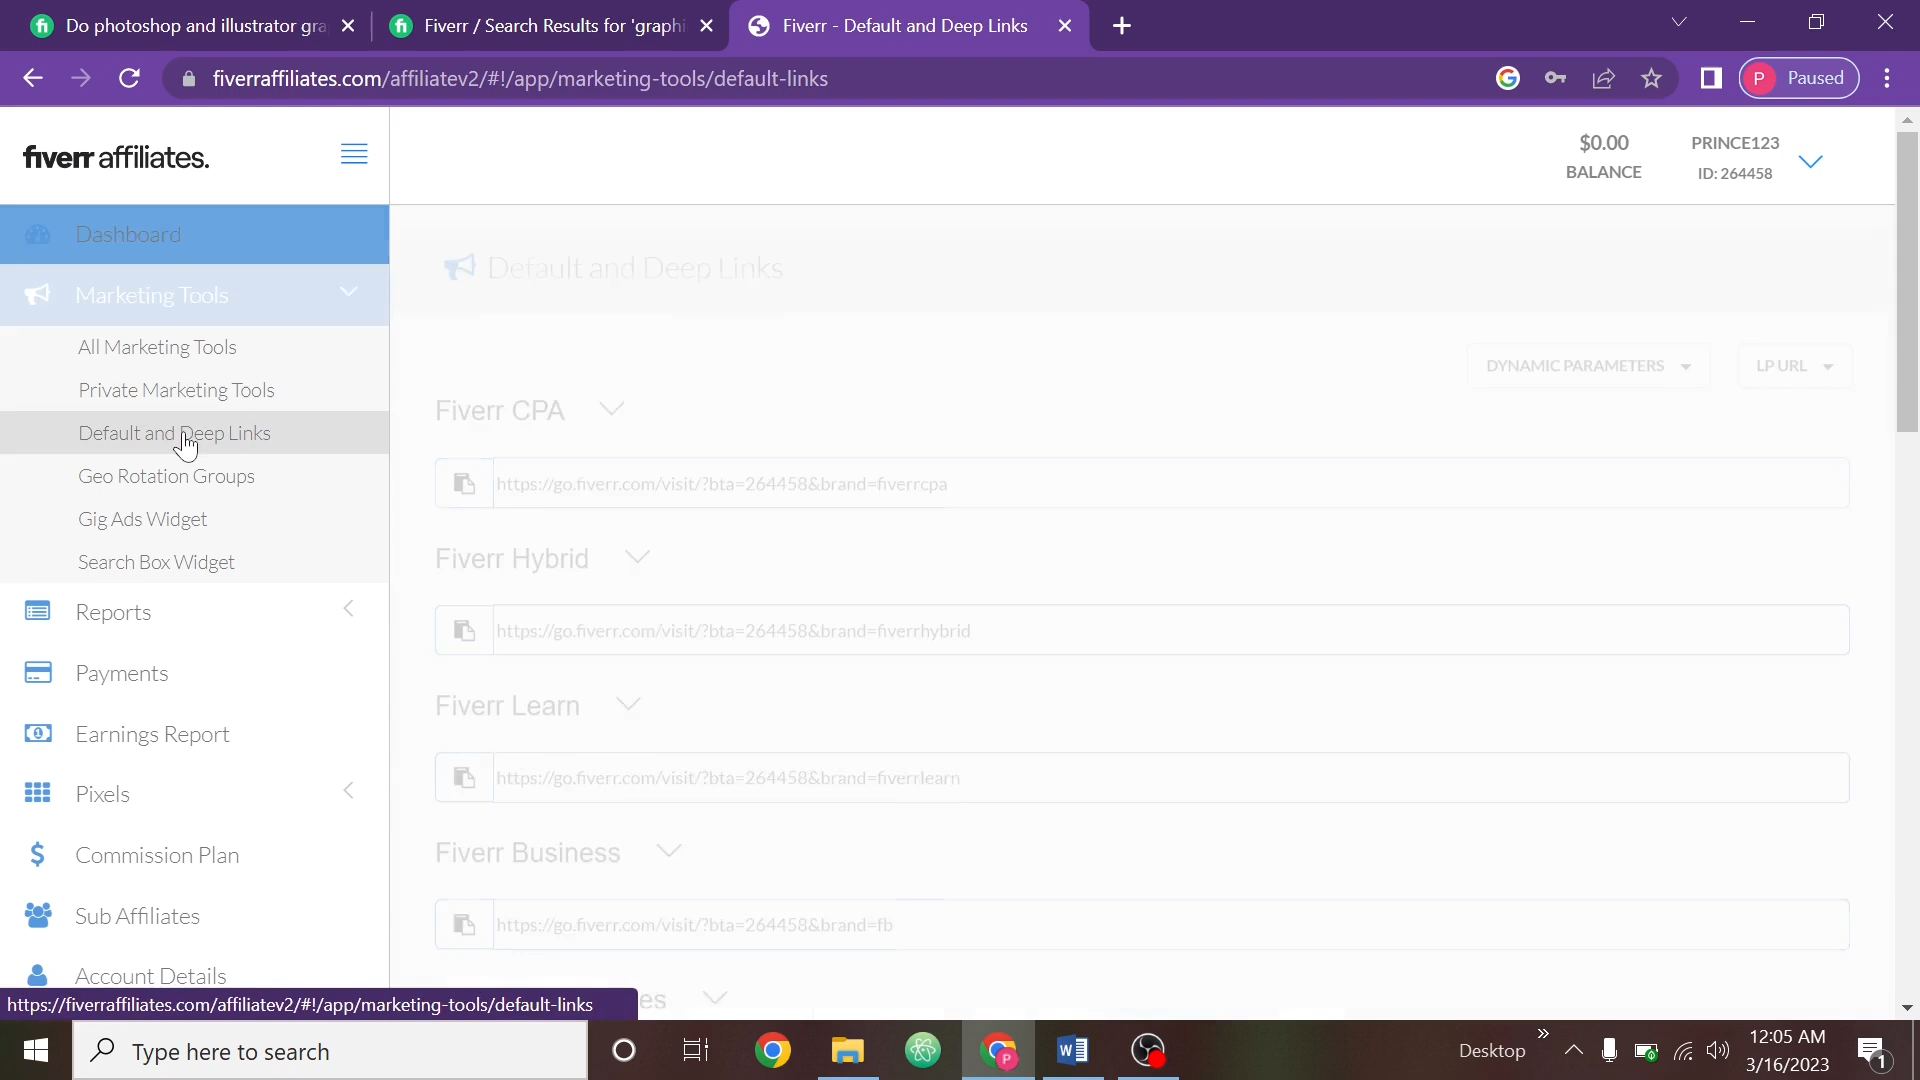 Do photoshop and illustrator gra
Fiverr / Search Results for 'graphi
Fiverr - Default and Deep Links
fiverraffiliates.com/affiliatev2/#!/app/marketing-tools/default-links
P Paused
fiverr affiliates.
$0.00
BALANCE
PRINCE123
ID: 264458
Dashboard
Marketing Tools
All Marketing Tools
Private Marketing Tools
Default and Deep Links
Geo Rotation Groups
Gig Ads Widget
Search Box Widget
Reports
Payments
Earnings Report
Pixels
Commission Plan
Sub Affiliates
Account Details
Default and Deep Links
DYNAMIC PARAMETERS
LP URL
Fiverr CPA
https://go.fiverr.com/visit/?bta=264458&brand=fiverrcpa
Fiverr Hybrid
https://go.fiverr.com/visit/?bta=264458&brand=fiverrhybrid
Fiverr Learn
https://go.fiverr.com/visit/?bta=264458&brand=fiverrlearn
Fiverr Business
https://go.fiverr.com/visit/?bta=264458&brand=fb
es
https://fiverraffiliates.com/affiliatev2/#!/app/marketing-tools/default-links
Type here to search
Desktop
12:05 AM
3/16/2023
1